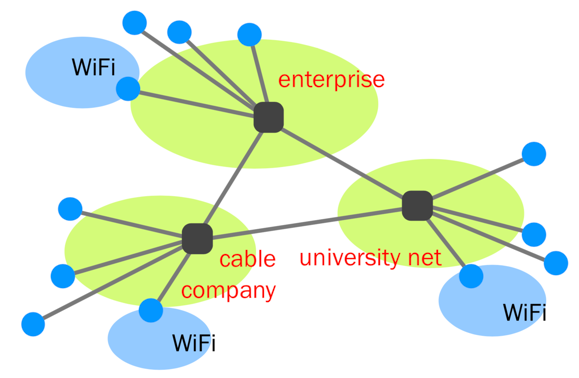 WiFi
enterprise
cable
company
university net
WiFi
WiFi